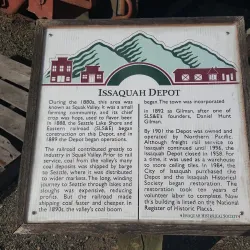 ISSAQUAH DEPOT
During the 1880s, this area was
known as Squak Valley. It was a small
farming community, and its chief
crop was hops, used to flavor beer.
In 1888, the Seattle Lake Shore and
Eastern railroad (SLS&E) began
construction on this Depot, and in
1889 the Depot began operations.
The railroad contributed greatly to
industry in Squak Valley. Prior to rail
service, coal from the valley's many
coal deposits was shipped by barge
to Seattle, where it was distributed
to wider markets. The long, winding
journey to Seattle through lakes and
sloughs was expensive, reducing
profits. But the railroad made
shipping coal faster and cheaper. In
the 1890s, the valley's coal boom
began. The town was incorporated
in 1892 as Gilman, after one of
SLS&E's founders, Daniel Hunt
Gilman.
By 1901 the Depot was owned and
operated by Northern Pacific.
Although freight rail service to
the
Issaquah Depot closed in 1958. For
a time, it was used as a warehouse
to store ceiling tiles. In 1984, the
City of Issaquah purchased the
Depot and the Issaquah Historical
Society began restoration. The
restoration took ten years of
volunteer labor to complete. Now
this building is listed on the National
Register of Historic Places.
ISSAQUAH HISTORICAL SOCIETY